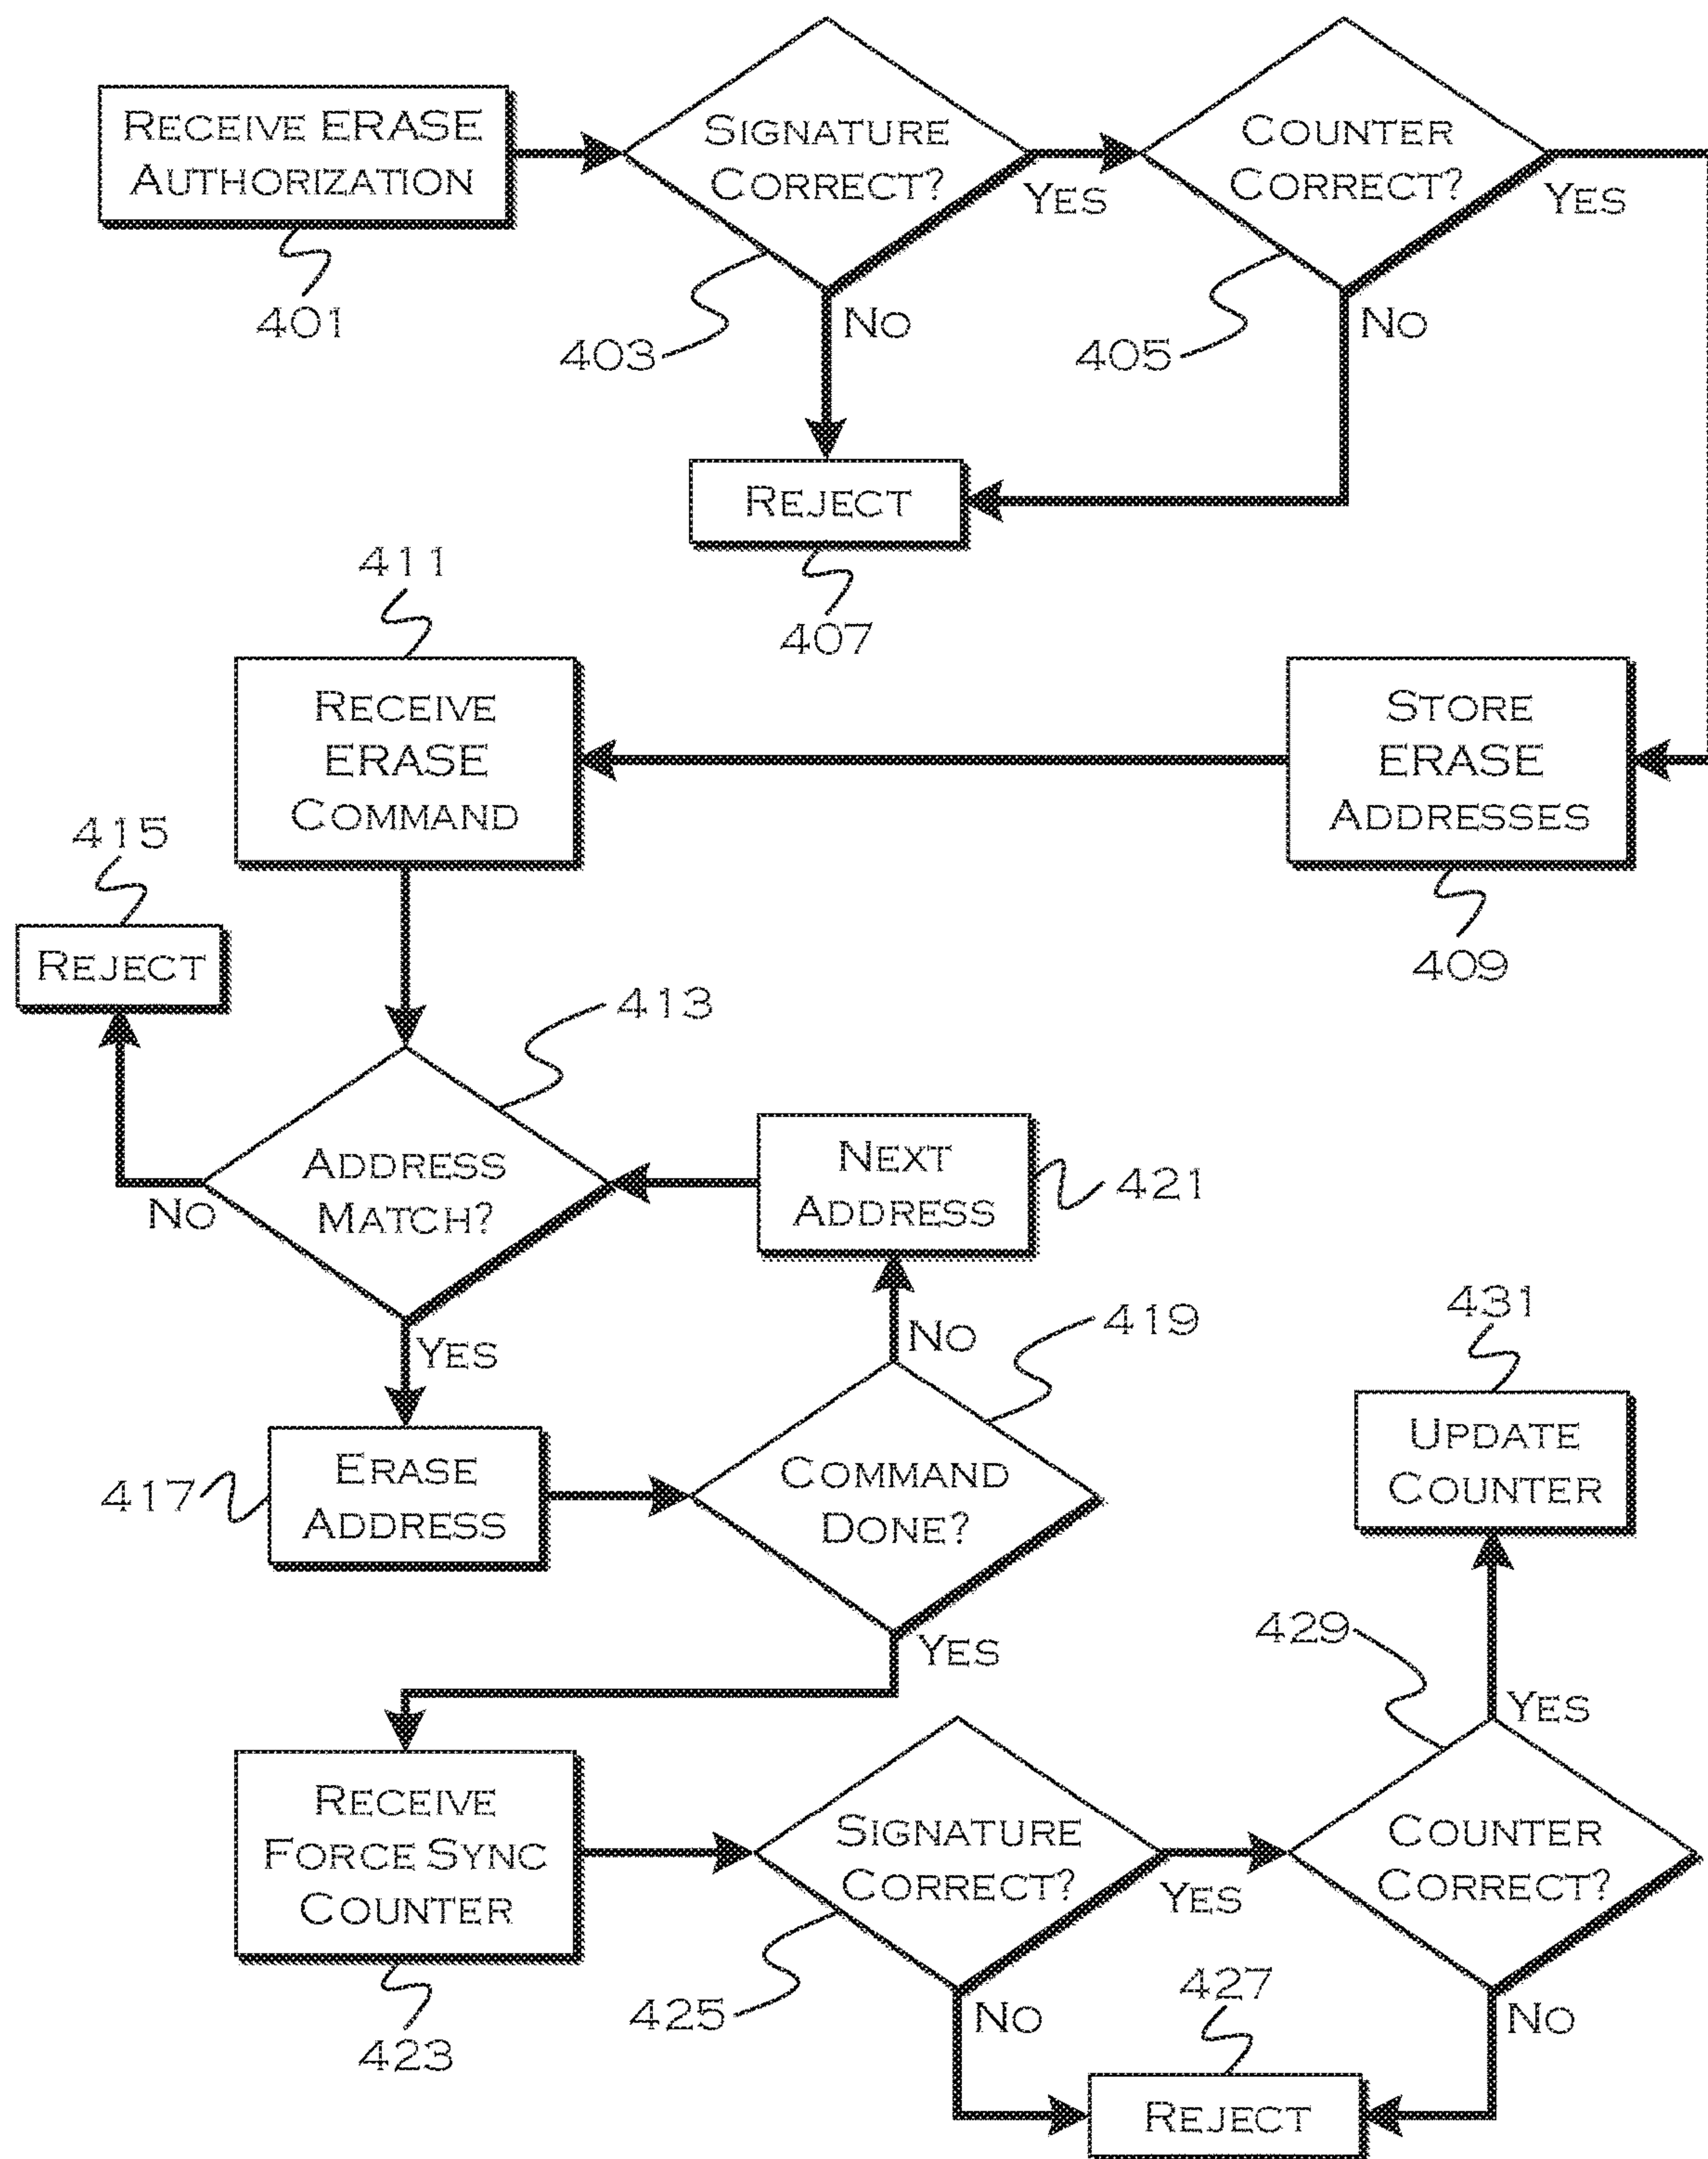 RECEIVE ERASE
AUTHORIZATION
401
SIGNATURE
CORRECT?
YES
NO
403
COUNTER
CORRECT?
YES
NO
405
REJECT
407
STORE
ERASE
ADDRESSES
409
411
RECEIVE
ERASE
COMMAND
415
REJECT
413
ADDRESS
MATCH?
NO
YES
NEXT
ADDRESS
421
417
ERASE
ADDRESS
419
NO
COMMAND
DONE?
YES
431
UPDATE
COUNTER
RECEIVE
FORCE SYNC
COUNTER
423
SIGNATURE
CORRECT?
YES
NO
425
429
YES
COUNTER
CORRECT?
NO
427
REJECT